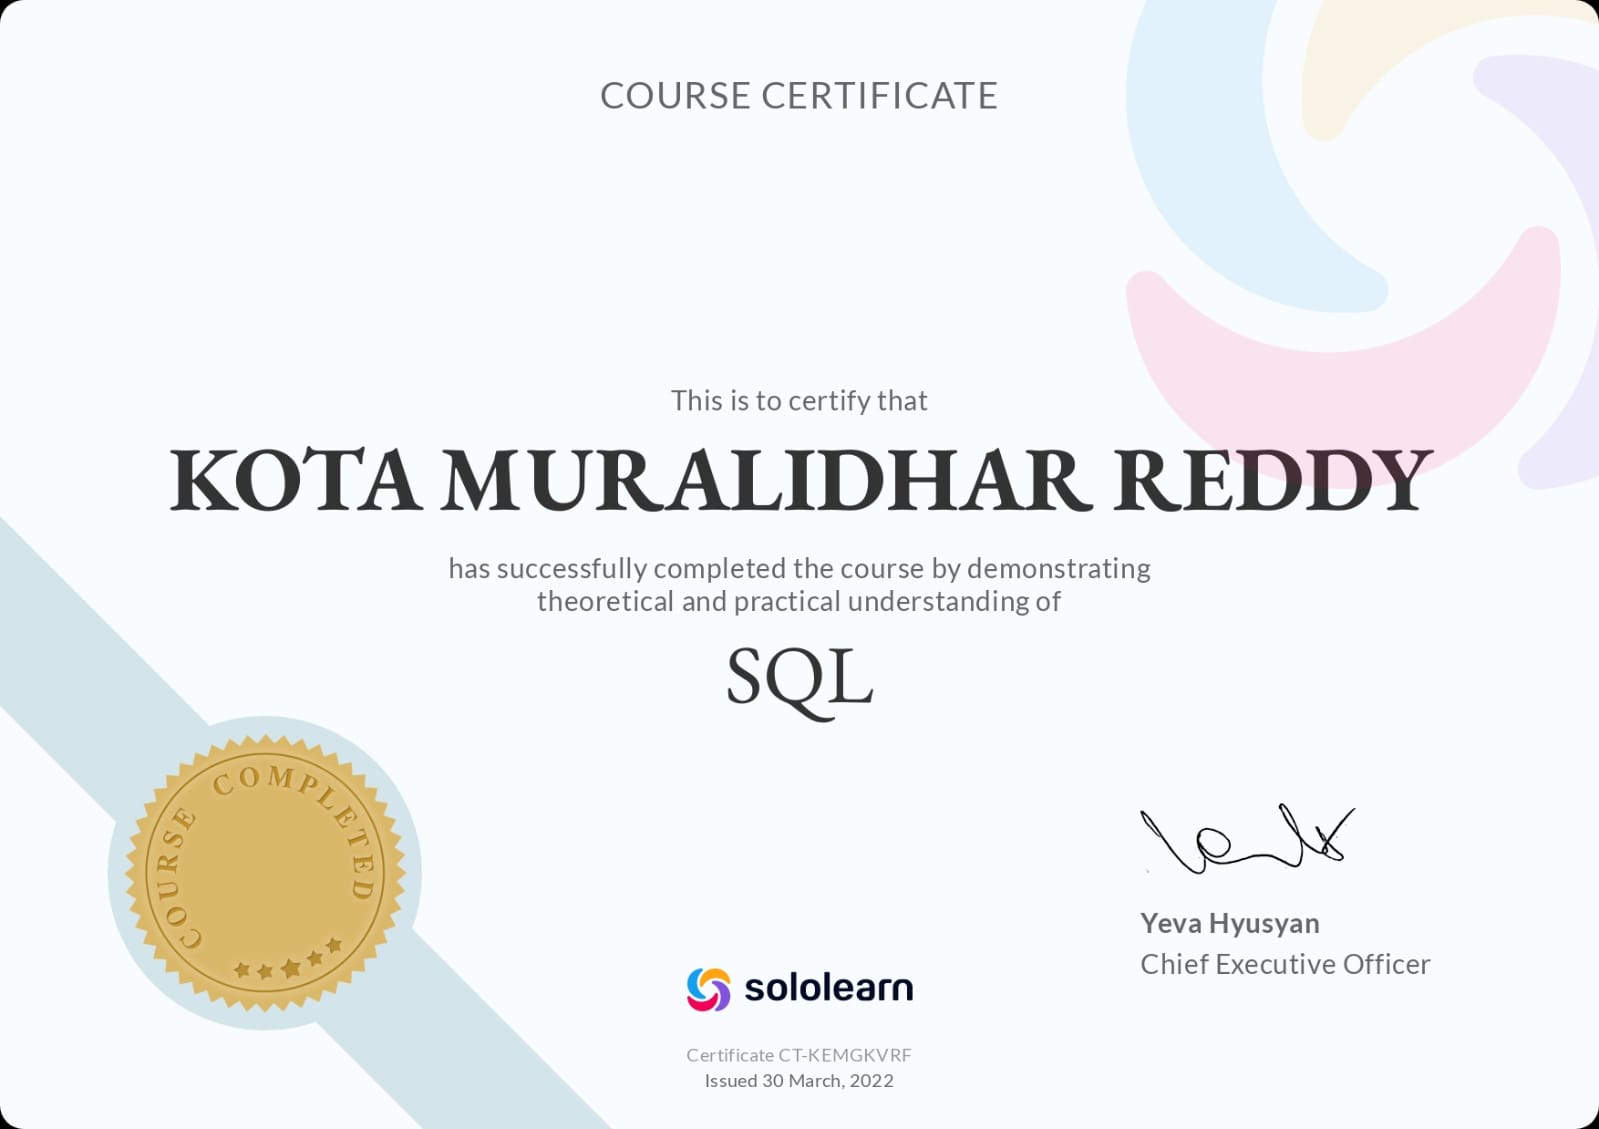 COURSE CERTIFICATE
This is to certify that
KOTA MURALIDHAR REDDY
has successfully completed the course by demonstrating
theoretical and practical understanding of
SQL
COURSE COMPLETED
Yeva Hyusyan
Chief Executive Officer
sololearn
Certificate CT-KEMGKVRF
Issued 30 March, 2022